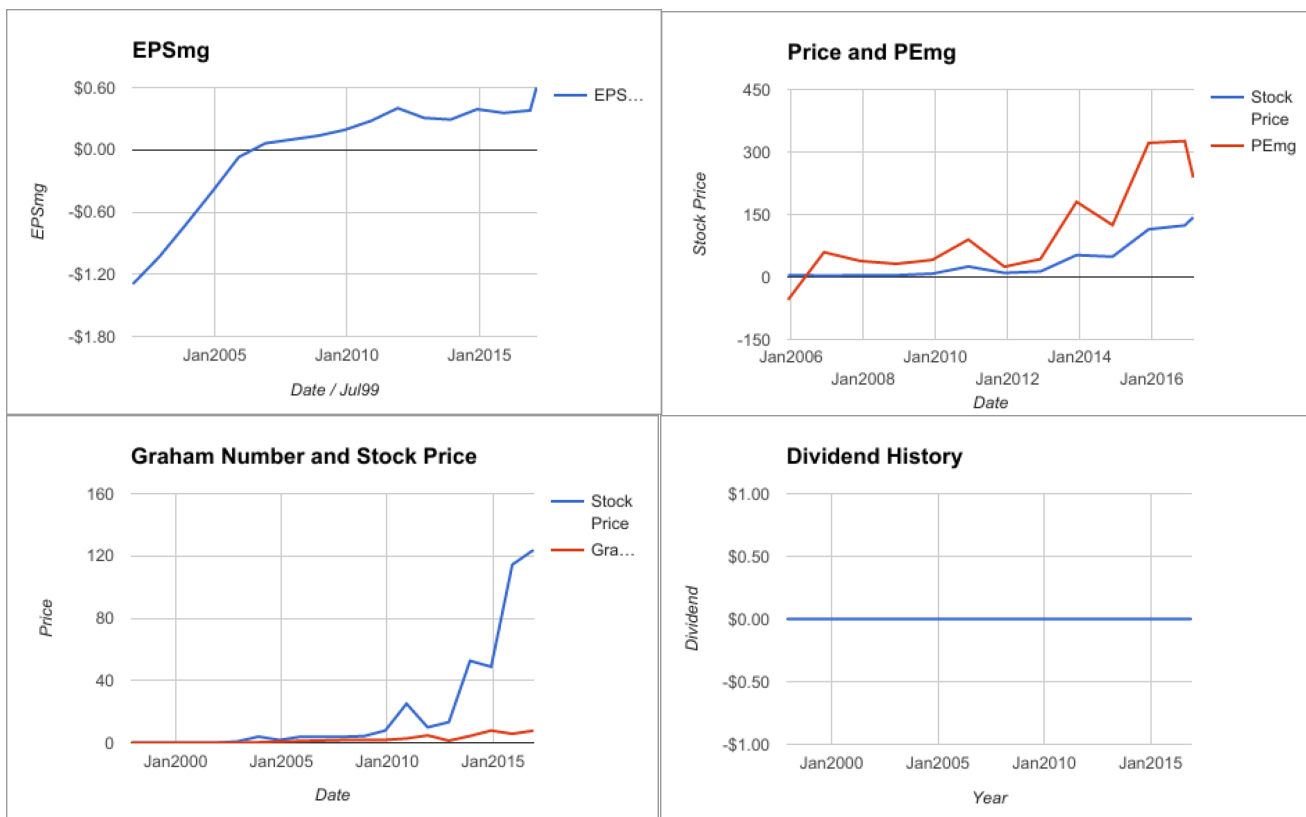 EPSmg
$0.60
$0.00
-$0.60
-$1.20
-$1.80
EPSmg
Jan2005
Jan2010
Jan2015
Date / Jul99
EPS…
Price and PEmg
450
300
150
0
-150
Stock Price
Jan2006
Jan2008
Jan2010
Jan2012
Jan2014
Jan2016
Date
Stock
Price
PEmg
Graham Number and Stock Price
160
120
80
40
0
Price
Jan2000
Jan2005
Jan2010
Jan2015
Date
Stock
Price
Gra…
Dividend History
$1.00
$0.50
$0.00
-$0.50
-$1.00
Dividend
Jan2000
Jan2005
Jan2010
Jan2015
Year